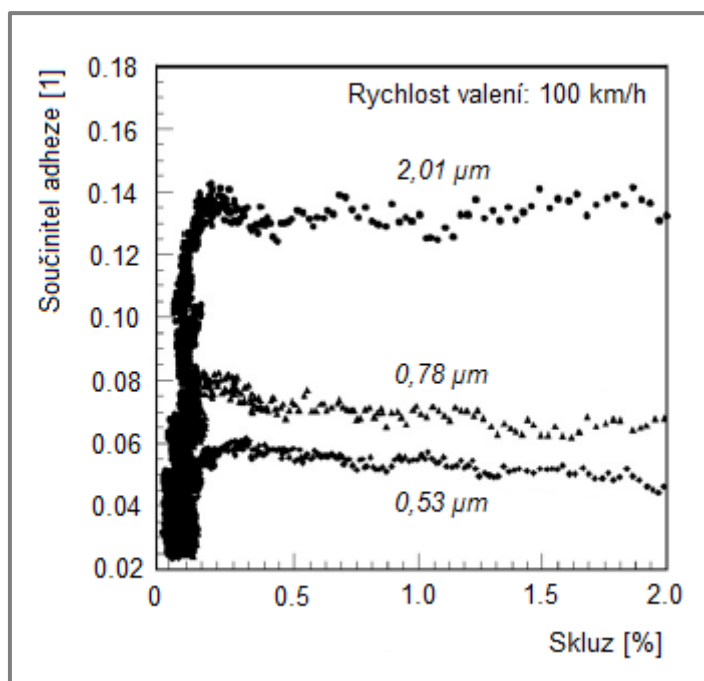 Součinitel adheze [1]
0.18
0.16
0.14
0.12
0.10
0.08
0.06
0.04
0.02
Rychlost valení: 100 km/h
2,01 µm
0,78 µm
0,53 µm
0
0.5
1.0
1.5
2.0
Skluz [%]